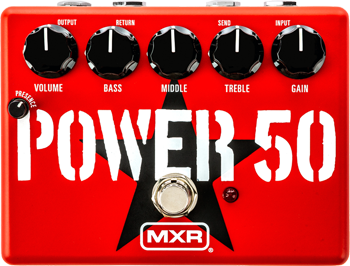 OUTPUT RETURN SEND INPUT
VOLUME BASS MIDDLE TREBLE GAIN
PRESENCE
POWER 50
MXR®